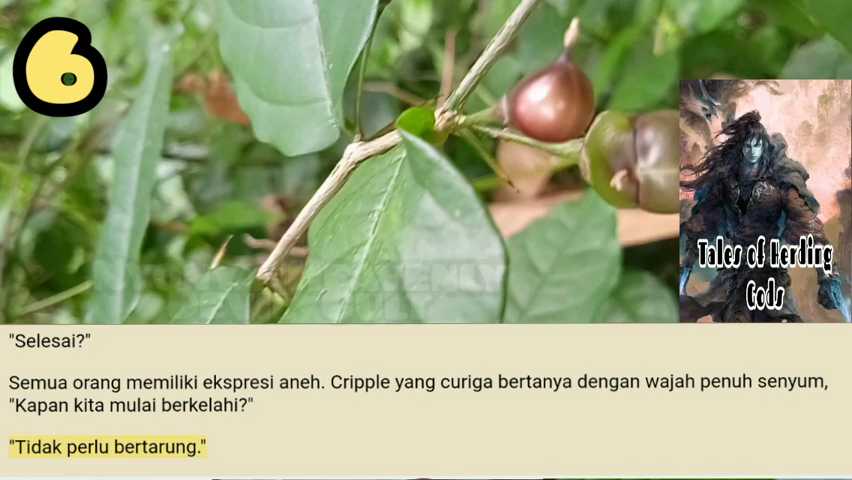 6
Tales of Herding
Gods
"Selesai?"
Semua orang memiliki ekspresi aneh. Cripple yang curiga bertanya dengan wajah penuh senyum,
"Kapan kita mulai berkelahi?"
"Tidak perlu bertarung."